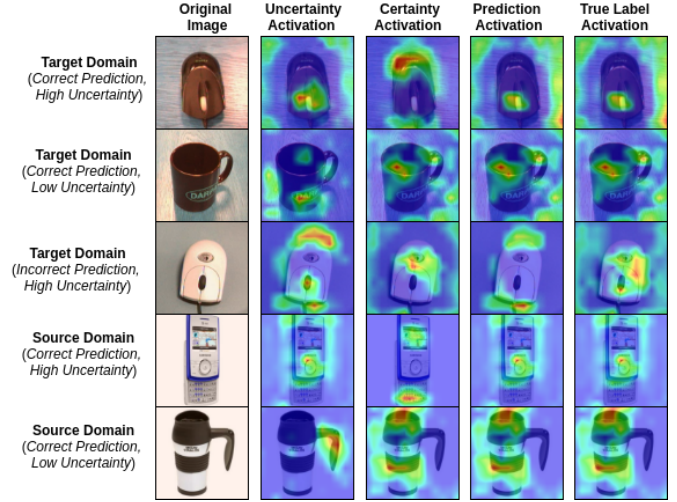 Original
Image
Uncertainty
Activation
Certainty
Activation
Prediction
Activation
True Label
Activation
Target Domain
(Correct Prediction,
High Uncertainty)
Target Domain
(Correct Prediction,
Low Uncertainty)
Target Domain
(Incorrect Prediction,
High Uncertainty)
Source Domain
(Correct Prediction,
High Uncertainty)
Source Domain
(Correct Prediction,
Low Uncertainty)